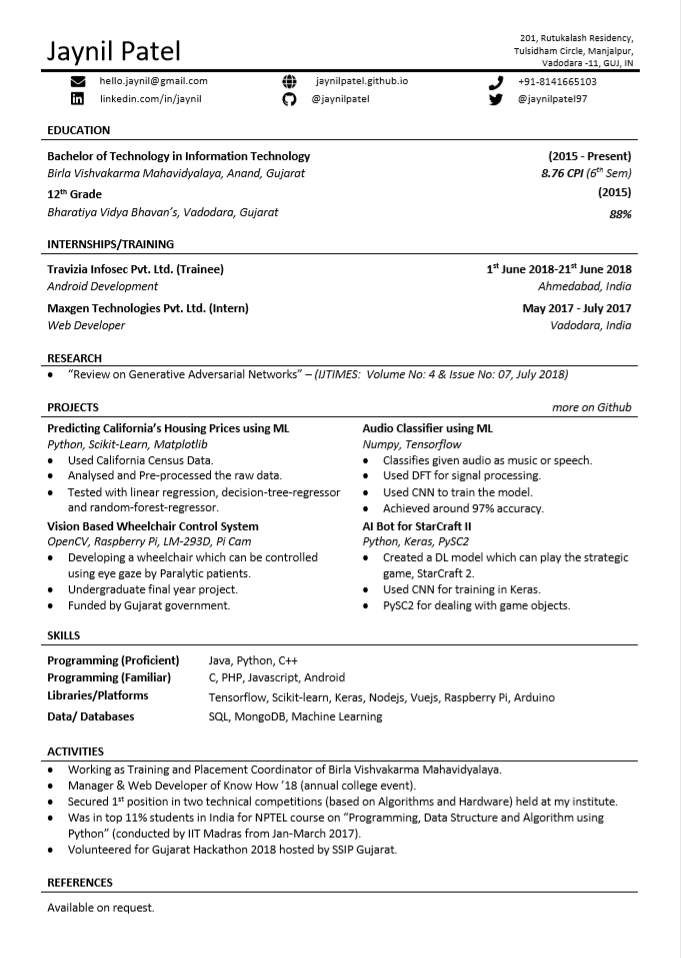 Jaynil Patel
201, Rutukalash Residency,
Tulsidham Circle, Manjalpur,
Vadodara -11, GUJ, IN
hello.jaynil@gmail.com
jaynilpatel.github.io
+91-8141665103
linkedin.com/in/jaynil
@jaynilpatel
@jaynilpatel97
EDUCATION
Bachelor of Technology in Information Technology (2015 - Present)
Birla Vishvakarma Mahavidyalaya, Anand, Gujarat 8.76 CPI (6th Sem)
12th Grade (2015)
Bharatiya Vidya Bhavan's, Vadodara, Gujarat 88%
INTERNSHIPS/TRAINING
Travizia Infosec Pvt. Ltd. (Trainee) 1st June 2018-21st June 2018
Android Development Ahmedabad, India
Maxgen Technologies Pvt. Ltd. (Intern) May 2017 - July 2017
Web Developer Vadodara, India
RESEARCH
• "Review on Generative Adversarial Networks" – (IJTIMES: Volume No: 4 & Issue No: 07, July 2018)
PROJECTS more on Github
Predicting California's Housing Prices using ML
Python, Scikit-Learn, Matplotlib
• Used California Census Data.
• Analysed and Pre-processed the raw data.
• Tested with linear regression, decision-tree-regressor
and random-forest-regressor.
Vision Based Wheelchair Control System
OpenCV, Raspberry Pi, LM-293D, Pi Cam
• Developing a wheelchair which can be controlled
using eye gaze by Paralytic patients.
• Undergraduate final year project.
• Funded by Gujarat government.
Audio Classifier using ML
Numpy, Tensorflow
• Classifies given audio as music or speech.
• Used DFT for signal processing.
• Used CNN to train the model.
• Achieved around 97% accuracy.
AI Bot for StarCraft II
Python, Keras, PySC2
• Created a DL model which can play the strategic
game, StarCraft 2.
• Used CNN for training in Keras.
• PySC2 for dealing with game objects.
SKILLS
Programming (Proficient) Java, Python, C++
Programming (Familiar) C, PHP, Javascript, Android
Libraries/Platforms Tensorflow, Scikit-learn, Keras, Nodejs, Vuejs, Raspberry Pi, Arduino
Data/ Databases SQL, MongoDB, Machine Learning
ACTIVITIES
• Working as Training and Placement Coordinator of Birla Vishvakarma Mahavidyalaya.
• Manager & Web Developer of Know How '18 (annual college event).
• Secured 1st position in two technical competitions (based on Algorithms and Hardware) held at my institute.
• Was in top 11% students in India for NPTEL course on "Programming, Data Structure and Algorithm using
Python" (conducted by IIT Madras from Jan-March 2017).
• Volunteered for Gujarat Hackathon 2018 hosted by SSIP Gujarat.
REFERENCES
Available on request.